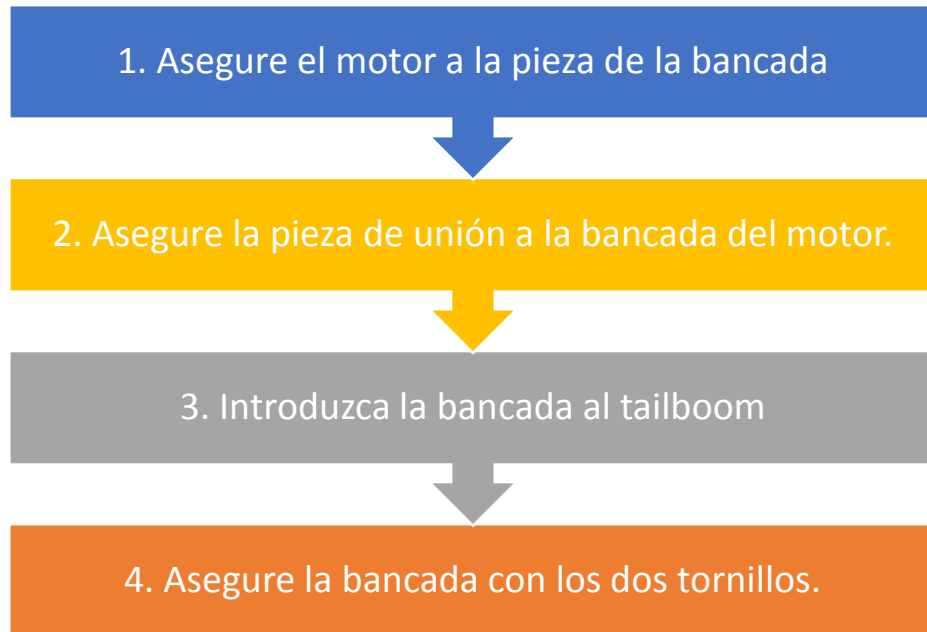 1. Asegure el motor a la pieza de la bancada
2. Asegure la pieza de unión a la bancada del motor.
3. Introduzca la bancada al tailboom
4. Asegure la bancada con los dos tornillos.